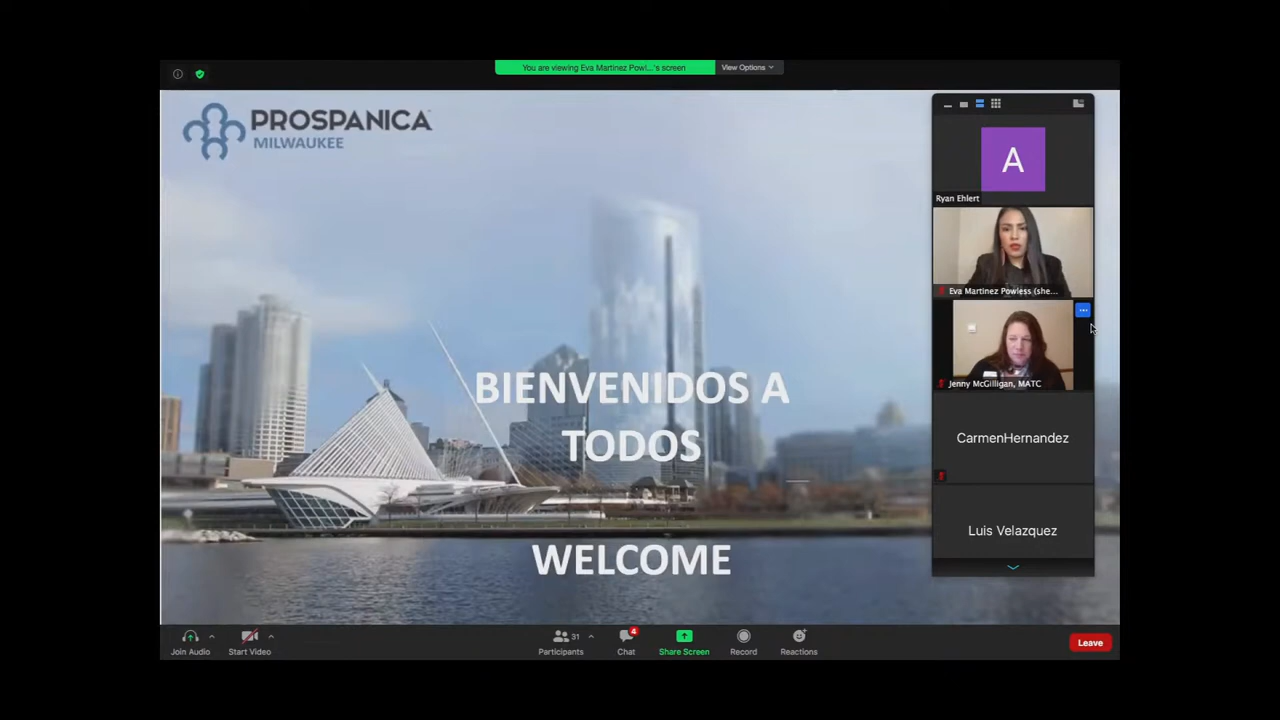 You are viewing Eva Martinez Powl...'s screen
View Options
PROSPANICA
MILWAUKEE
A
Ryan Ehlert
Eva Martinez Powless (she...
Jenny McGilligan, MATC
BIENVENIDOS A
TODOS
CarmenHernandez
Luis Velazquez
WELCOME
Join Audio
Start Video
31
Participants
4
Chat
Share Screen
Record
Reactions
Leave